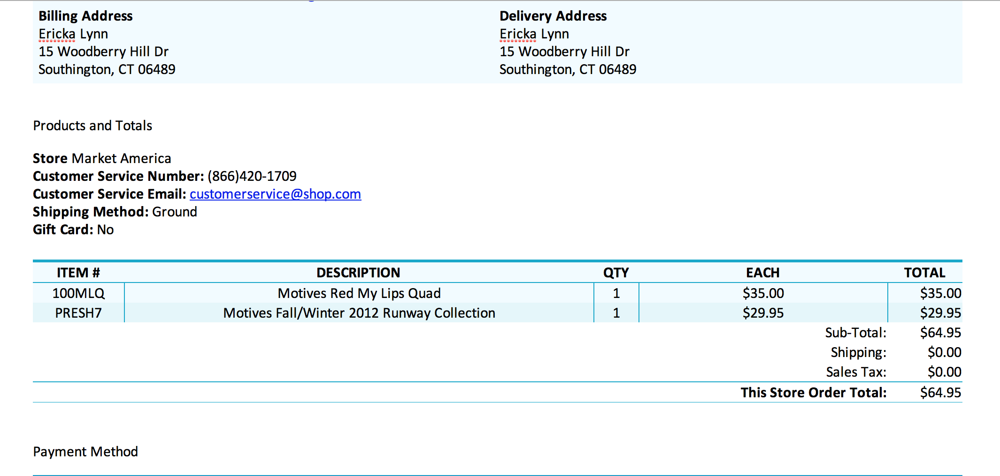 Billing Address
Ericka Lynn
15 Woodberry Hill Dr
Southington, CT 06489
Delivery Address
Ericka Lynn
15 Woodberry Hill Dr
Southington, CT 06489
Products and Totals
Store Market America
Customer Service Number: (866)420-1709
Customer Service Email: customerservice@shop.com
Shipping Method: Ground
Gift Card: No
ITEM # DESCRIPTION QTY EACH TOTAL
100MLQ Motives Red My Lips Quad 1 $35.00 $35.00
PRESH7 Motives Fall/Winter 2012 Runway Collection 1 $29.95 $29.95
Sub-Total: $64.95
Shipping: $0.00
Sales Tax: $0.00
This Store Order Total: $64.95
Payment Method